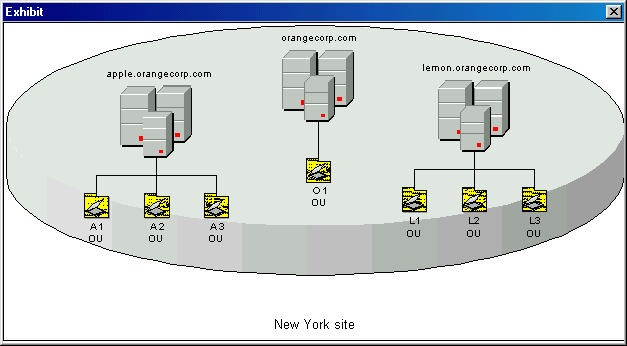 Exhibit
orangecorp.com
apple.orangecorp.com
lemon.orangecorp.com
O1
OU
A1
OU
A2
OU
A3
OU
L1
OU
L2
OU
L3
OU
New York site